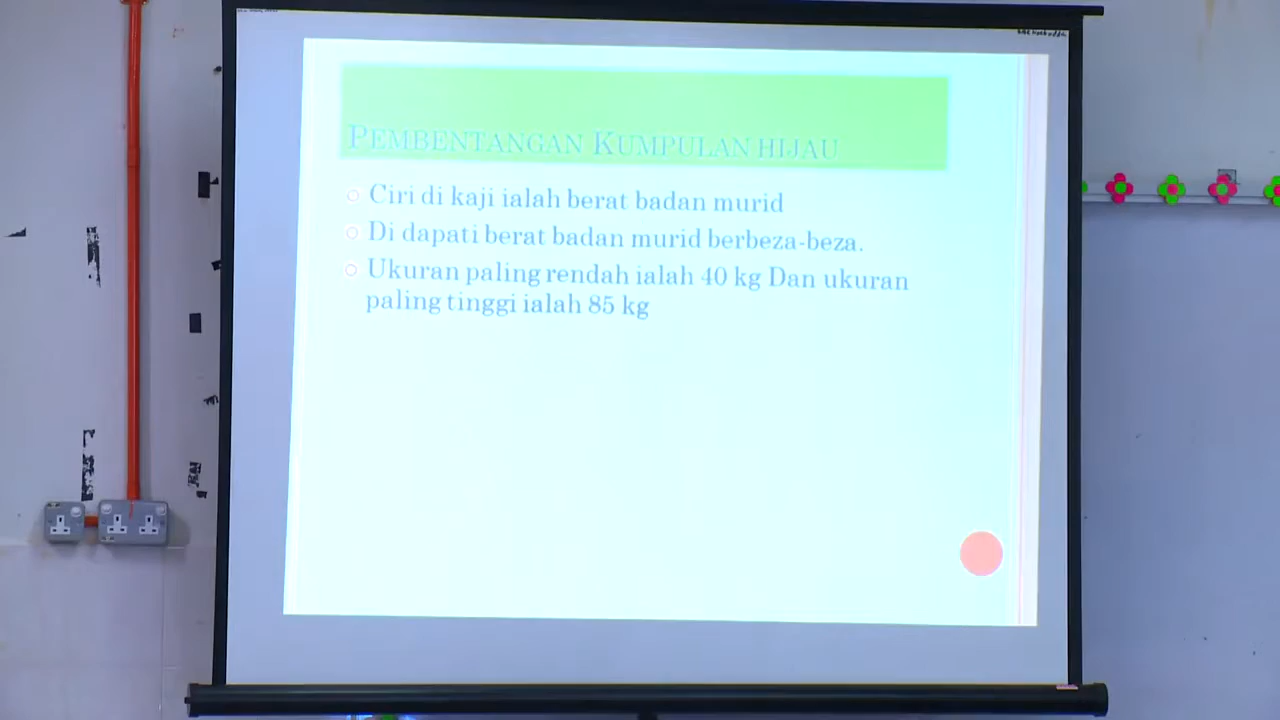 PEMBENTANGAN KUMPULAN HIJAU
Ciri di kaji ialah berat badan murid
Di dapati berat badan murid berbeza-beza.
Ukuran paling rendah ialah 40 kg Dan ukuran
paling tinggi ialah 85 kg